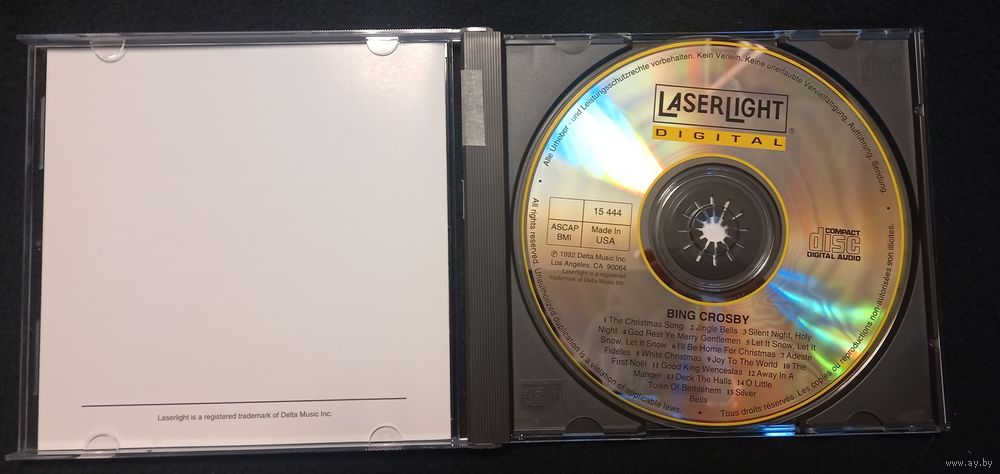 Laserlight is a registered trademark of Delta Music Inc.
Alle Urheber- und Leistungsschutzrechte vorbehalten. Kein Verleih. Keine unerlaubte Vervielfältigung, Aufführung, Sendung.
LASERLIGHT
®
DIGITAL
15 444
ASCAP
BMI
Made In
USA
℗ 1992 Delta Music Inc.
Los Angeles, CA 90064
Laserlight is a registered
trademark of Delta Music Inc.
COMPACT
disc
DIGITAL AUDIO
BING CROSBY
1 The Christmas Song 2 Jingle Bells 3 Silent Night, Holy
Night 4 God Rest Ye Merry Gentlemen 5 Let It Snow, Let It
Snow, Let It Snow 6 I'll Be Home For Christmas 7 Adeste
Fideles 8 White Christmas 9 Joy To The World 10 The
First Noël 11 Good King Wenceslas 12 Away In A
Manger 13 Deck The Halls 14 O Little
Town Of Bethlehem 15 Silver
Bells
All rights reserved. Unauthorized duplication is a violation of applicable laws.
Tous droits réservés. Les copies ou reproductions non-autorisées son illicites.
www.ay.by